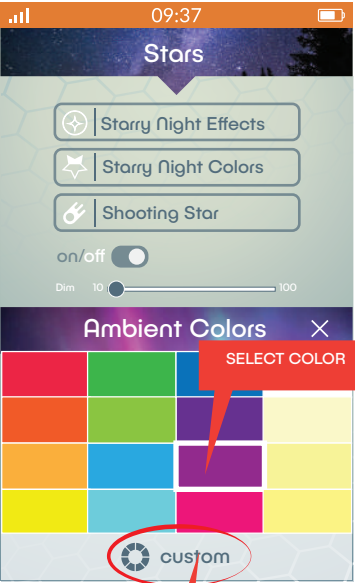 09:37
Stars
Starry Night Effects
Starry Night Colors
Shooting Star
on/off
Dim 10 100
Ambient Colors
SELECT COLOR
custom